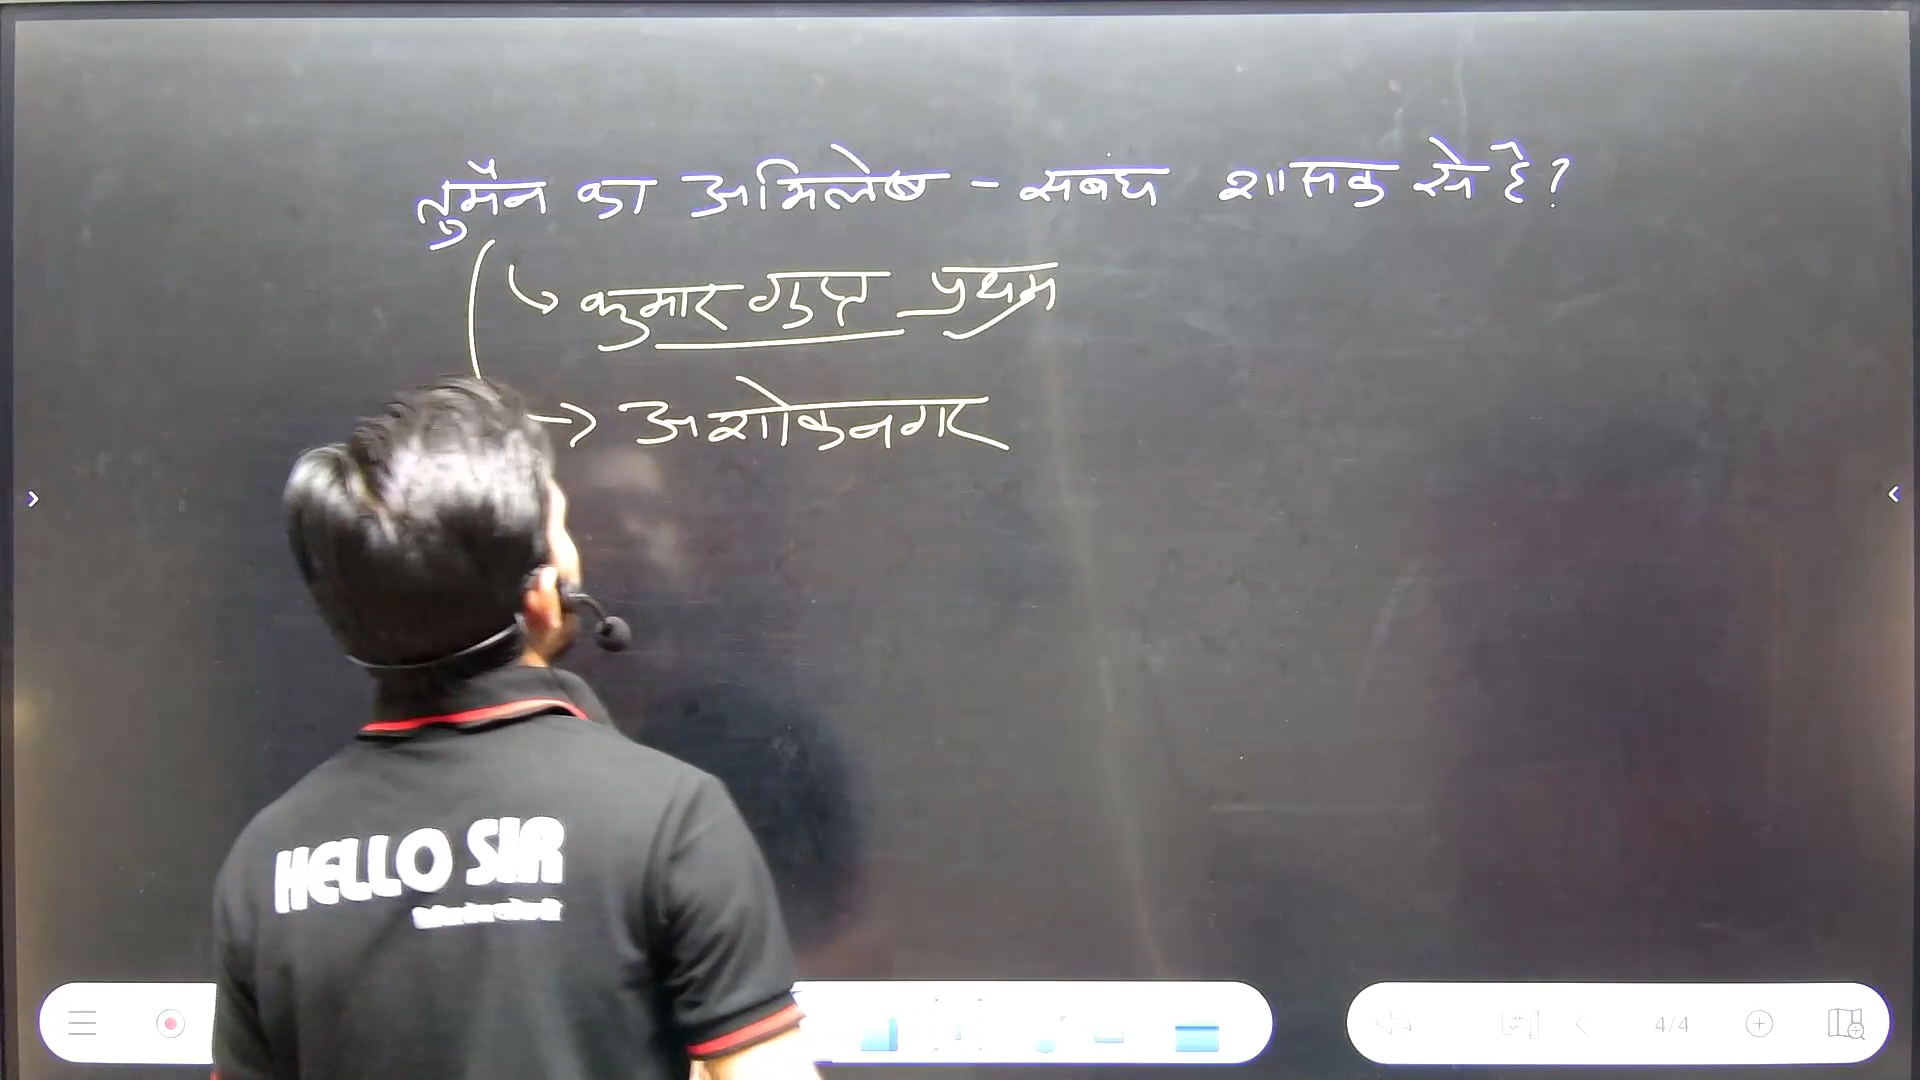 तुमैन का अभिलेख - संबंध शासक से है?
कुमार गुप्त प्रथम
अशोकनगर
HELLO SIR
4/4